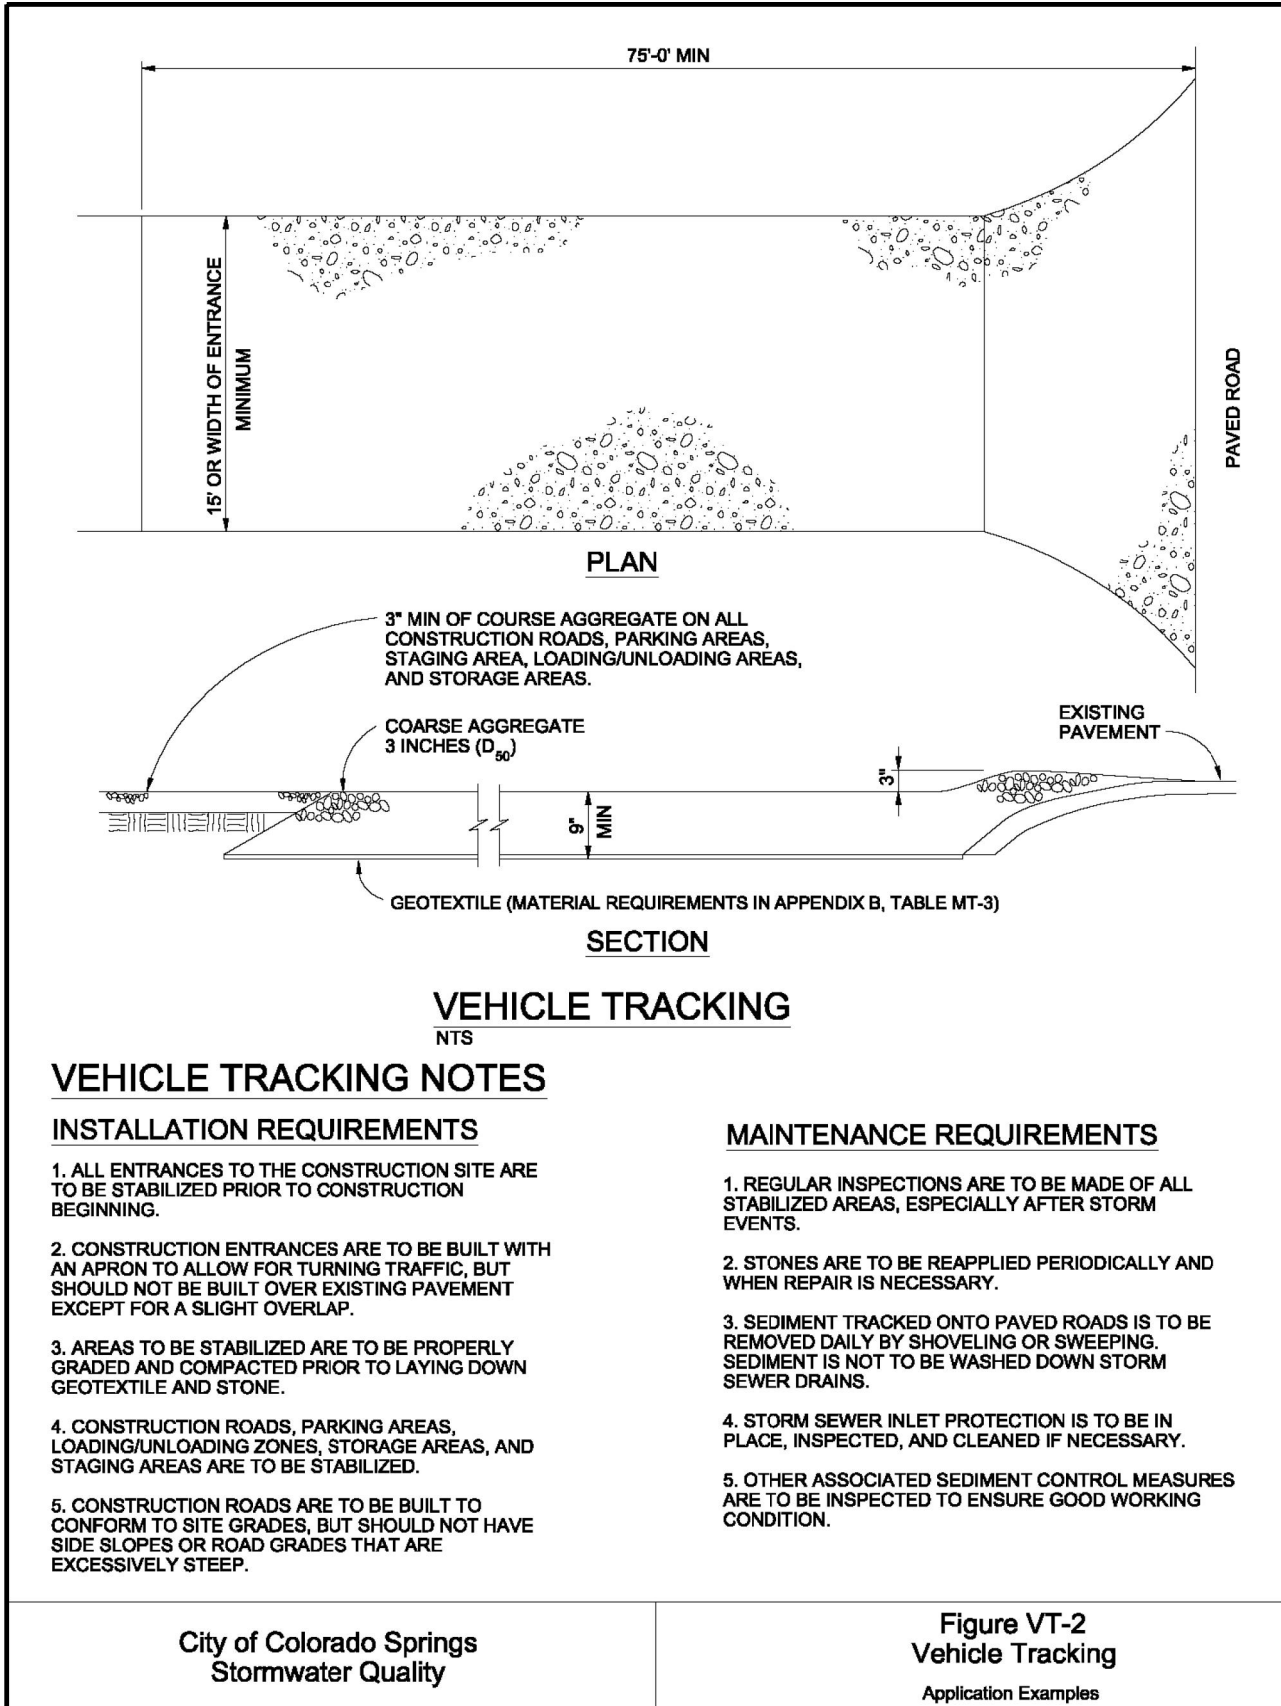 75'-0' MIN
15' OR WIDTH OF ENTRANCE
MINIMUM
PAVED ROAD
PLAN
3" MIN OF COURSE AGGREGATE ON ALL
CONSTRUCTION ROADS, PARKING AREAS,
STAGING AREA, LOADING/UNLOADING AREAS,
AND STORAGE AREAS.
COARSE AGGREGATE
3 INCHES (D50)
EXISTING
PAVEMENT
3"
9"
MIN
GEOTEXTILE (MATERIAL REQUIREMENTS IN APPENDIX B, TABLE MT-3)
SECTION
VEHICLE TRACKING
NTS
VEHICLE TRACKING NOTES
INSTALLATION REQUIREMENTS
1. ALL ENTRANCES TO THE CONSTRUCTION SITE ARE
TO BE STABILIZED PRIOR TO CONSTRUCTION
BEGINNING.
2. CONSTRUCTION ENTRANCES ARE TO BE BUILT WITH
AN APRON TO ALLOW FOR TURNING TRAFFIC, BUT
SHOULD NOT BE BUILT OVER EXISTING PAVEMENT
EXCEPT FOR A SLIGHT OVERLAP.
3. AREAS TO BE STABILIZED ARE TO BE PROPERLY
GRADED AND COMPACTED PRIOR TO LAYING DOWN
GEOTEXTILE AND STONE.
4. CONSTRUCTION ROADS, PARKING AREAS,
LOADING/UNLOADING ZONES, STORAGE AREAS, AND
STAGING AREAS ARE TO BE STABILIZED.
5. CONSTRUCTION ROADS ARE TO BE BUILT TO
CONFORM TO SITE GRADES, BUT SHOULD NOT HAVE
SIDE SLOPES OR ROAD GRADES THAT ARE
EXCESSIVELY STEEP.
MAINTENANCE REQUIREMENTS
1. REGULAR INSPECTIONS ARE TO BE MADE OF ALL
STABILIZED AREAS, ESPECIALLY AFTER STORM
EVENTS.
2. STONES ARE TO BE REAPPLIED PERIODICALLY AND
WHEN REPAIR IS NECESSARY.
3. SEDIMENT TRACKED ONTO PAVED ROADS IS TO BE
REMOVED DAILY BY SHOVELING OR SWEEPING.
SEDIMENT IS NOT TO BE WASHED DOWN STORM
SEWER DRAINS.
4. STORM SEWER INLET PROTECTION IS TO BE IN
PLACE, INSPECTED, AND CLEANED IF NECESSARY.
5. OTHER ASSOCIATED SEDIMENT CONTROL MEASURES
ARE TO BE INSPECTED TO ENSURE GOOD WORKING
CONDITION.
City of Colorado Springs
Stormwater Quality
Figure VT-2
Vehicle Tracking
Application Examples